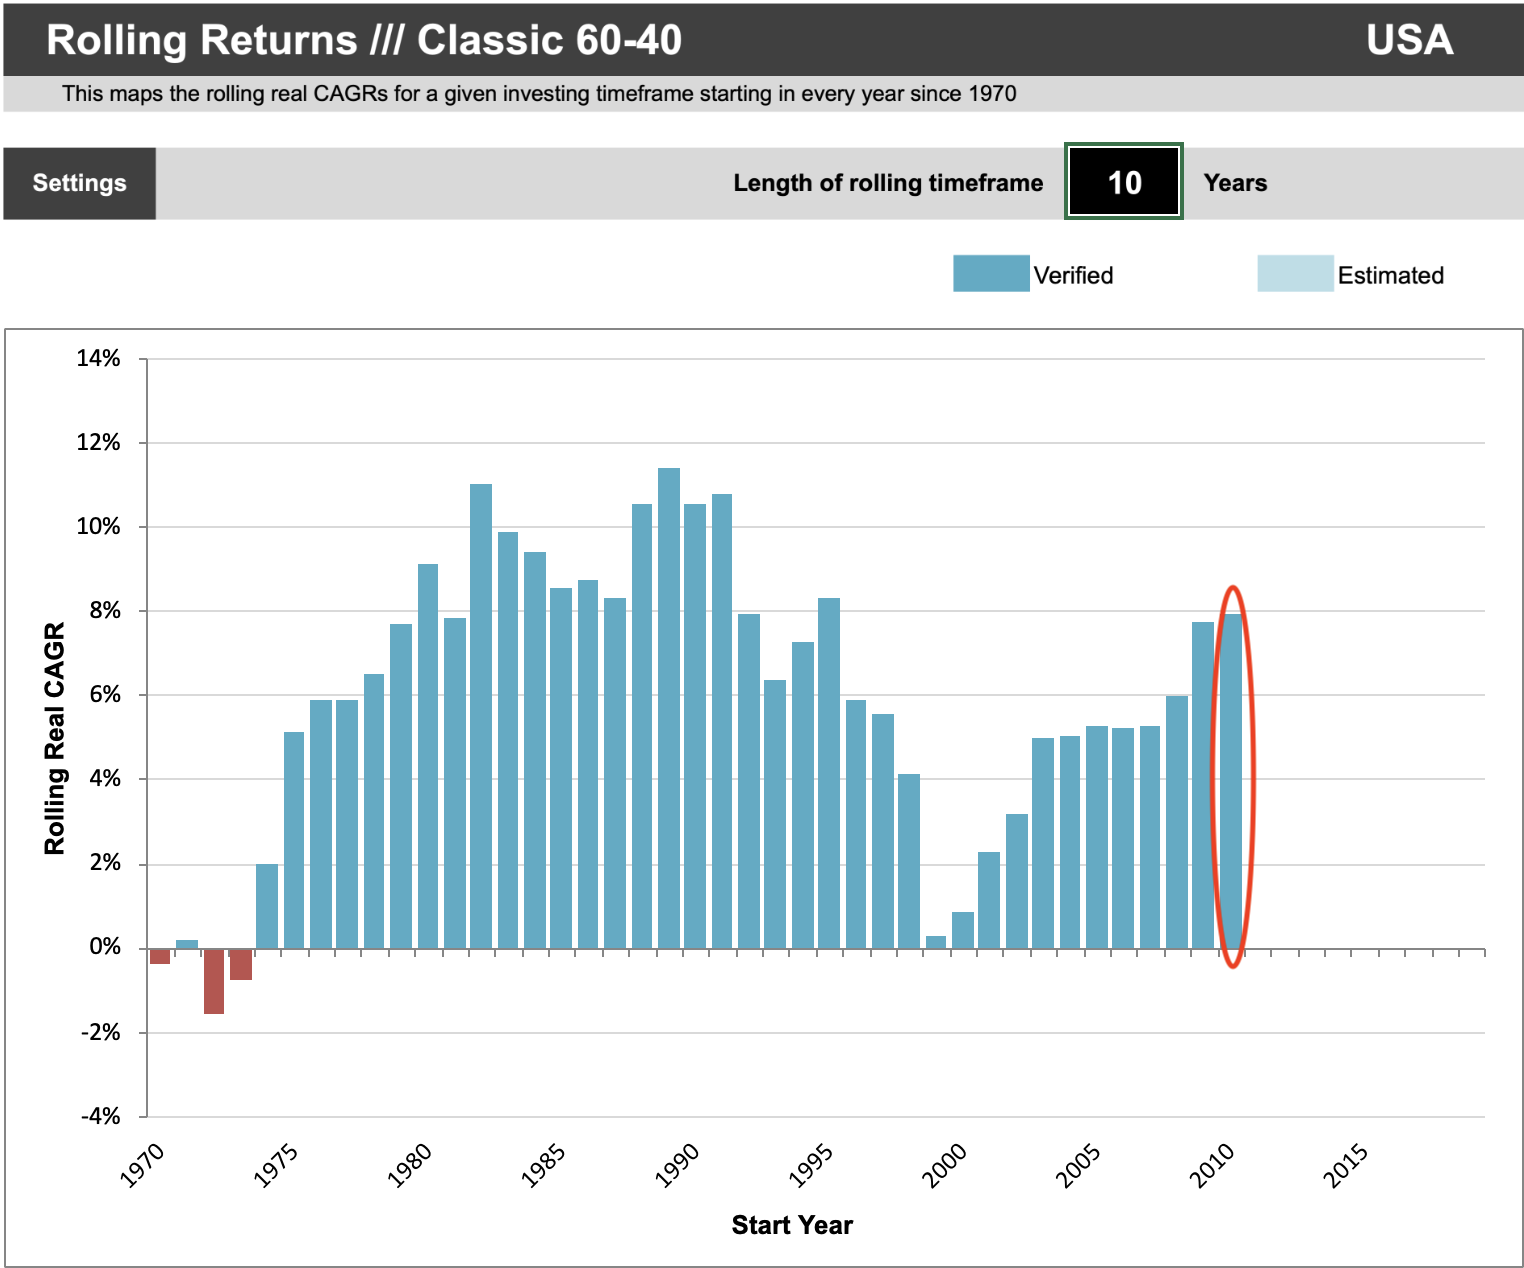 Rolling Returns /// Classic 60-40 USA
This maps the rolling real CAGRs for a given investing timeframe starting in every year since 1970
Settings Length of rolling timeframe 10 Years
Verified Estimated
14%
12%
10%
8%
6%
4%
2%
0%
-2%
-4%
Rolling Real CAGR
1970 1975 1980 1985 1990 1995 2000 2005 2010 2015
Start Year